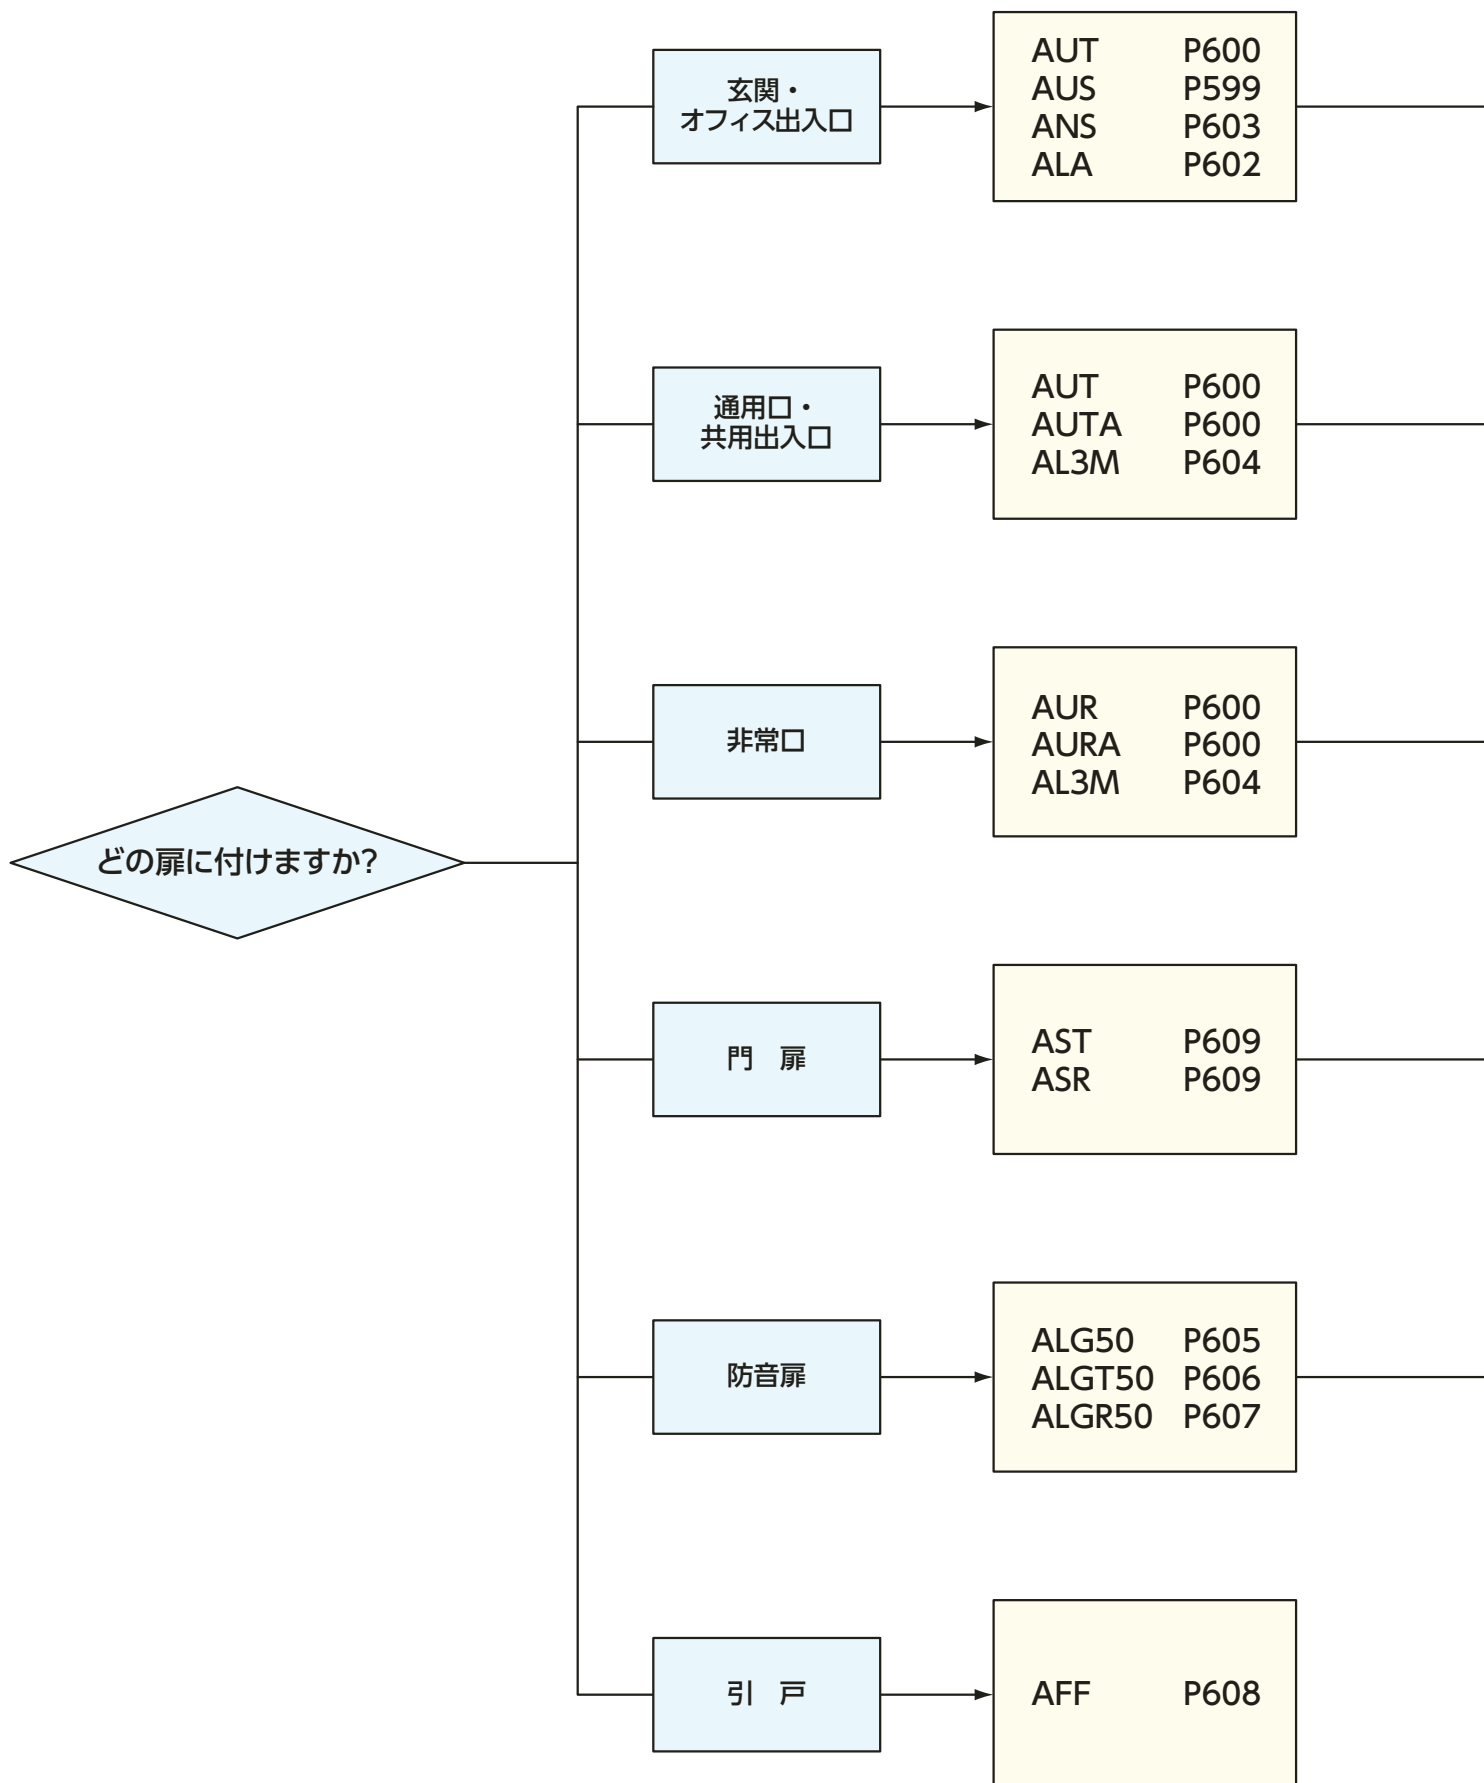 どの扉に付けますか?
玄関・
オフィス出入口
AUT P600
AUS P599
ANS P603
ALA P602
通用口・
共用出入口
AUT P600
AUTA P600
AL3M P604
非常口
AUR P600
AURA P600
AL3M P604
門　扉
AST P609
ASR P609
防音扉
ALG50 P605
ALGT50 P606
ALGR50 P607
引　戸
AFF P608